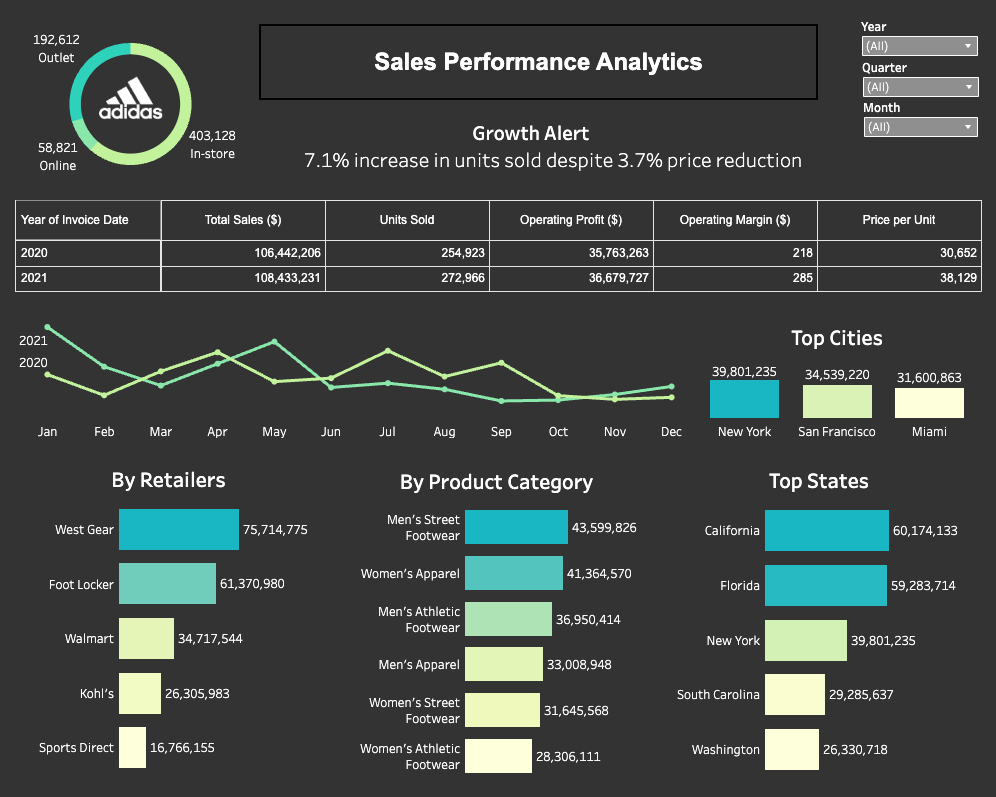 192,612
Outlet
adidas
58,821
Online
403,128
In-store
Sales Performance Analytics
Growth Alert
7.1% increase in units sold despite 3.7% price reduction
Year
(All)
Quarter
(All)
Month
(All)
Year of Invoice Date Total Sales ($) Units Sold Operating Profit ($) Operating Margin ($) Price per Unit
2020 106,442,206 254,923 35,763,263 218 30,652
2021 108,433,231 272,966 36,679,727 285 38,129
2021
2020
Jan Feb Mar Apr May Jun Jul Aug Sep Oct Nov Dec
Top Cities
39,801,235 34,539,220 31,600,863
New York San Francisco Miami
By Retailers
West Gear 75,714,775
Foot Locker 61,370,980
Walmart 34,717,544
Kohl's 26,305,983
Sports Direct 16,766,155
By Product Category
Men's Street
Footwear 43,599,826
Women's Apparel 41,364,570
Men's Athletic
Footwear 36,950,414
Men's Apparel 33,008,948
Women's Street
Footwear 31,645,568
Women's Athletic
Footwear 28,306,111
Top States
California 60,174,133
Florida 59,283,714
New York 39,801,235
South Carolina 29,285,637
Washington 26,330,718